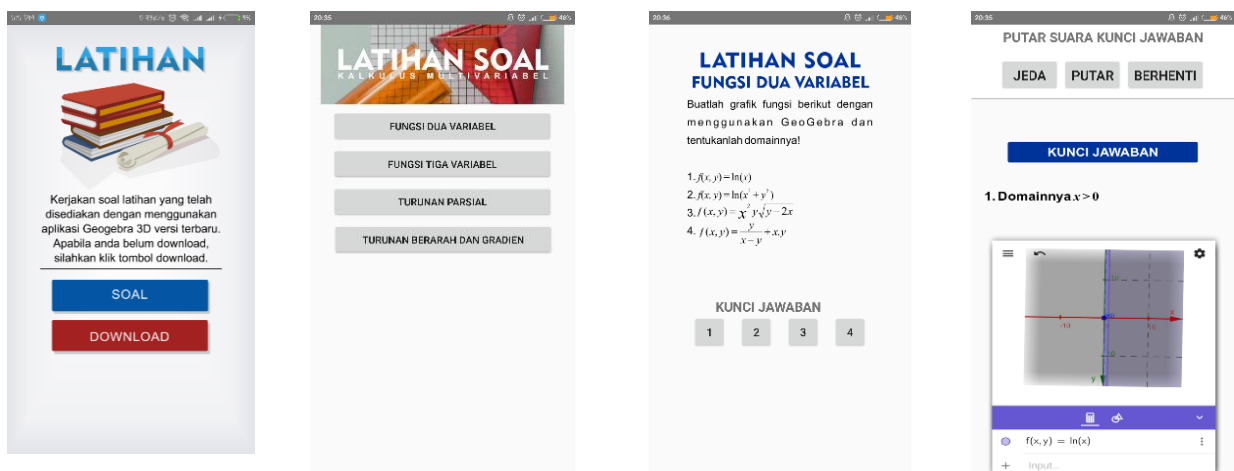 LATIHAN
Kerjakan soal latihan yang telah
disediakan dengan menggunakan
aplikasi Geogebra 3D versi terbaru.
Apabila anda belum download,
silahkan klik tombol download.
SOAL
DOWNLOAD
20:35
46%
LATIHAN SOAL
KALKULUS MULTIVARIABEL
FUNGSI DUA VARIABEL
FUNGSI TIGA VARIABEL
TURUNAN PARSIAL
TURUNAN BERARAH DAN GRADIEN
20:36
46%
LATIHAN SOAL
FUNGSI DUA VARIABEL
Buatlah grafik fungsi berikut dengan
menggunakan GeoGebra dan
tentukanlah domainnya!
1. f(x, y) = ln(x)
2. f(x, y) = ln(x² + y²)
3. f(x, y) = x² y√(y − 2x)
4. f(x, y) = y/(x − y) + x.y
KUNCI JAWABAN
1 2 3 4
20:35
46%
PUTAR SUARA KUNCI JAWABAN
JEDA PUTAR BERHENTI
KUNCI JAWABAN
1. Domainnya x > 0
-10
x
y
f(x, y) = ln(x)
Input...